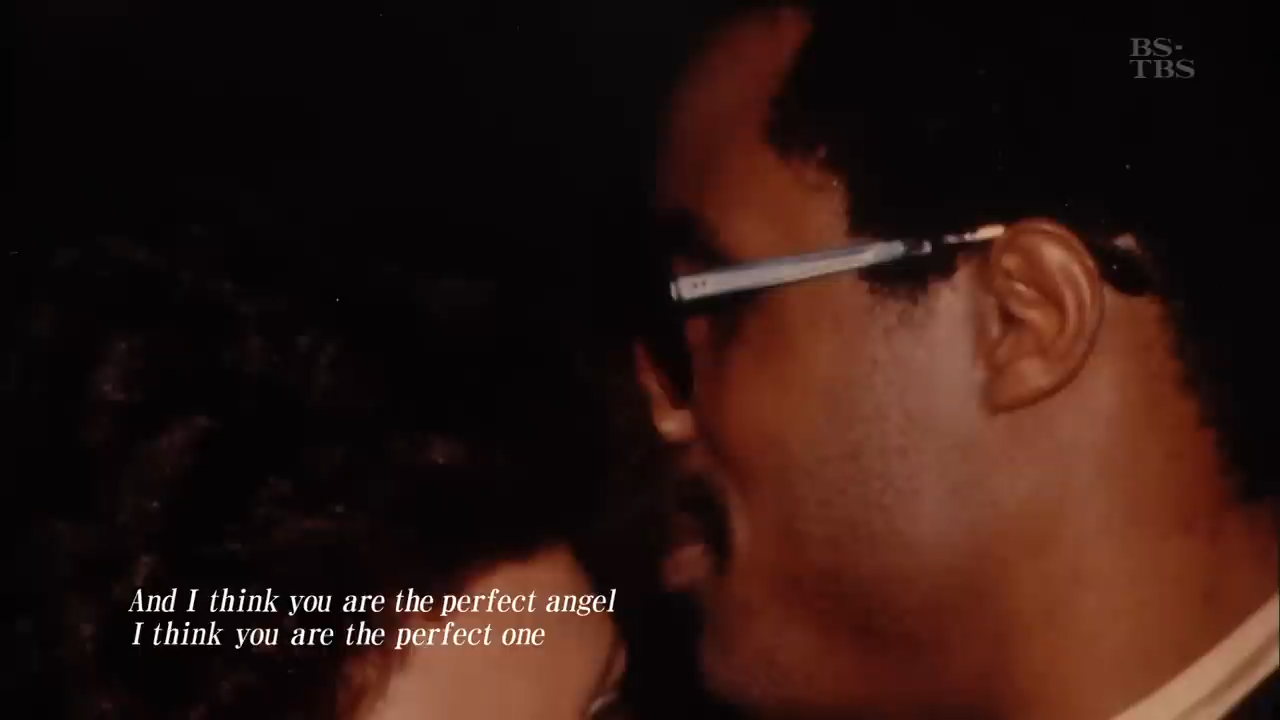 BS-
TBS
And I think you are the perfect angel
I think you are the perfect one